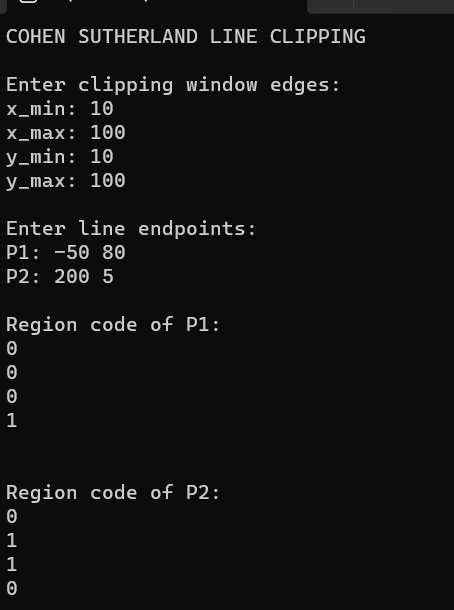 COHEN SUTHERLAND LINE CLIPPING
Enter clipping window edges:
x_min: 10
x_max: 100
y_min: 10
y_max: 100
Enter line endpoints:
P1: -50 80
P2: 200 5
Region code of P1:
0
0
0
1
Region code of P2:
0
1
1
0